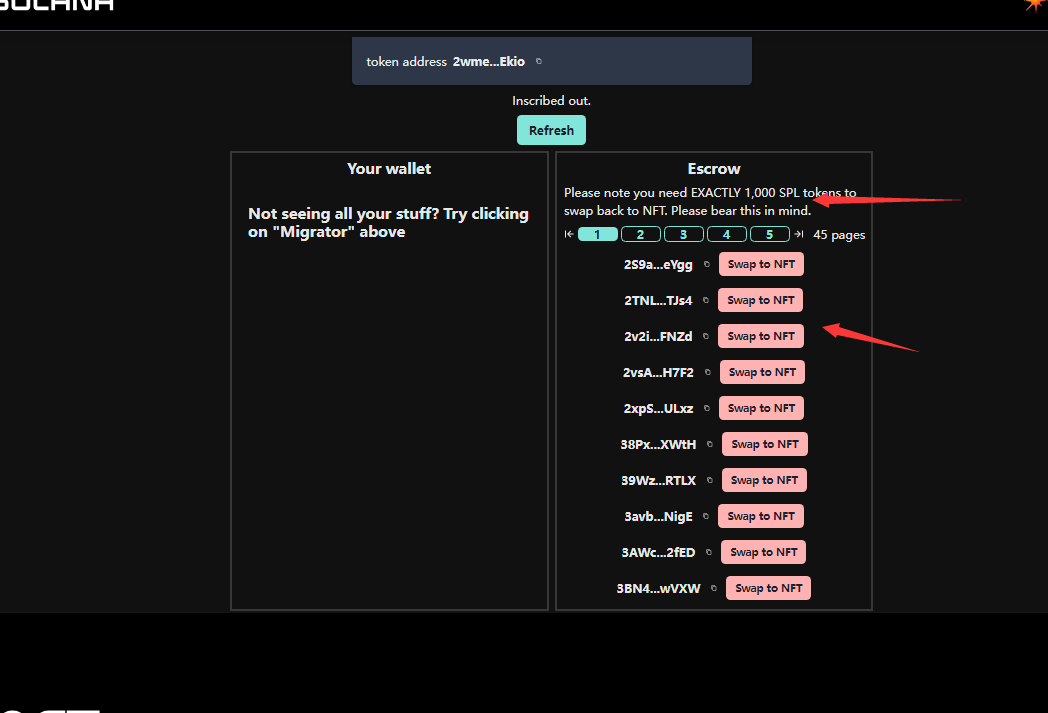 SOLANA
token address 2wme...Ekio
Inscribed out.
Refresh
Your wallet
Not seeing all your stuff? Try clicking
on "Migrator" above
Escrow
Please note you need EXACTLY 1,000 SPL tokens to
swap back to NFT. Please bear this in mind.
1 2 3 4 5 45 pages
2S9a...eYgg Swap to NFT
2TNL...TJs4 Swap to NFT
2v2i...FNZd Swap to NFT
2vsA...H7F2 Swap to NFT
2xpS...ULxz Swap to NFT
38Px...XWtH Swap to NFT
39Wz...RTLX Swap to NFT
3avb...NigE Swap to NFT
3AWc...2fED Swap to NFT
3BN4...wVXW Swap to NFT